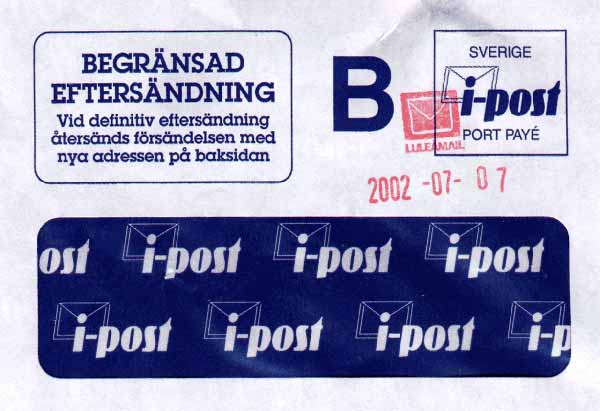 BEGRÄNSAD
EFTERSÄNDNING
Vid definitiv eftersändning
återsänds försändelsen med
nya adressen på baksidan
B
SVERIGE
i-post
PORT PAYÉ
LULEAMAIL
2002 -07- 07
ost i-post i-post i-post
i-post i-post i-post i-p